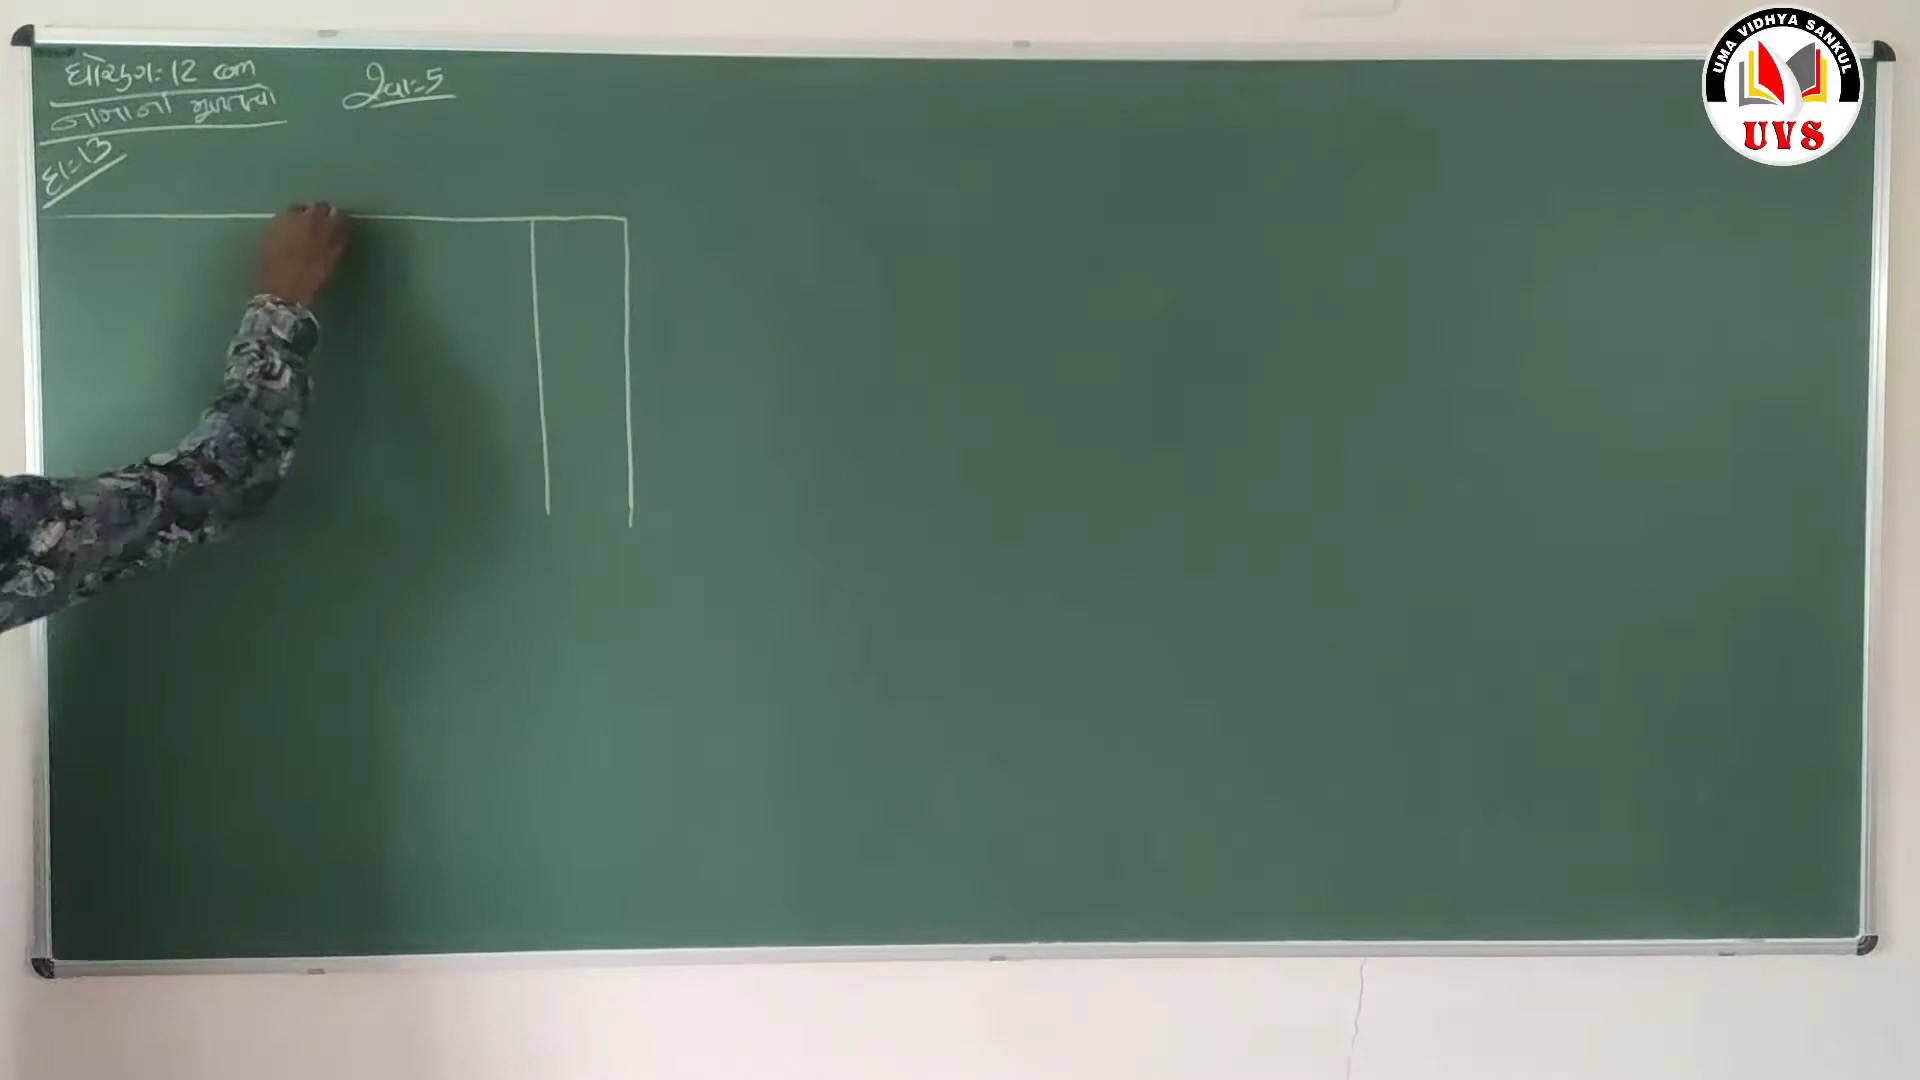 ધોરણ:-12 com
નામાનાં મુળતત્વો
સ્વા:-5
દા:-13
UMA VIDHYA SANKUL
UVS